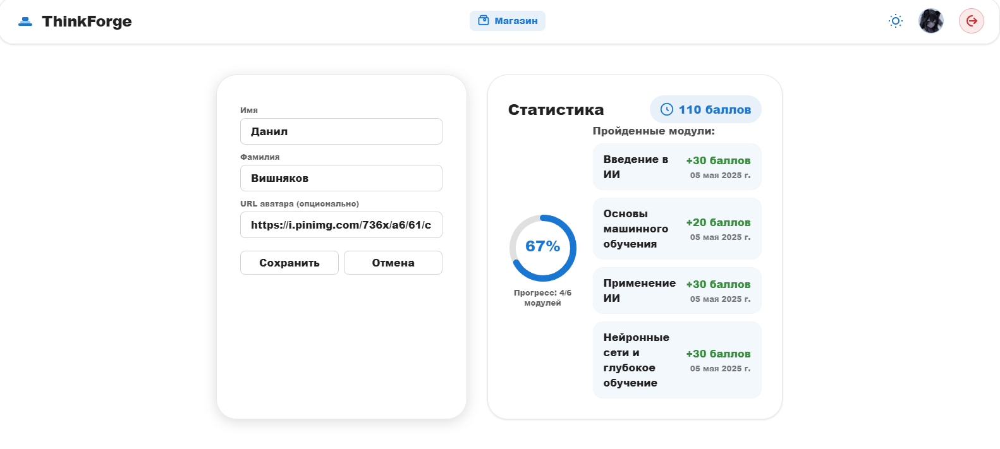 ThinkForge
Магазин
Имя
Данил
Фамилия
Вишняков
URL аватара (опционально)
https://i.pinimg.com/736x/a6/61/c
Сохранить
Отмена
Статистика
110 баллов
67%
Прогресс: 4/6
модулей
Пройденные модули:
Введение в
ИИ
+30 баллов
05 мая 2025 г.
Основы
машинного
обучения
+20 баллов
05 мая 2025 г.
Применение
ИИ
+30 баллов
05 мая 2025 г.
Нейронные
сети и
глубокое
обучение
+30 баллов
05 мая 2025 г.